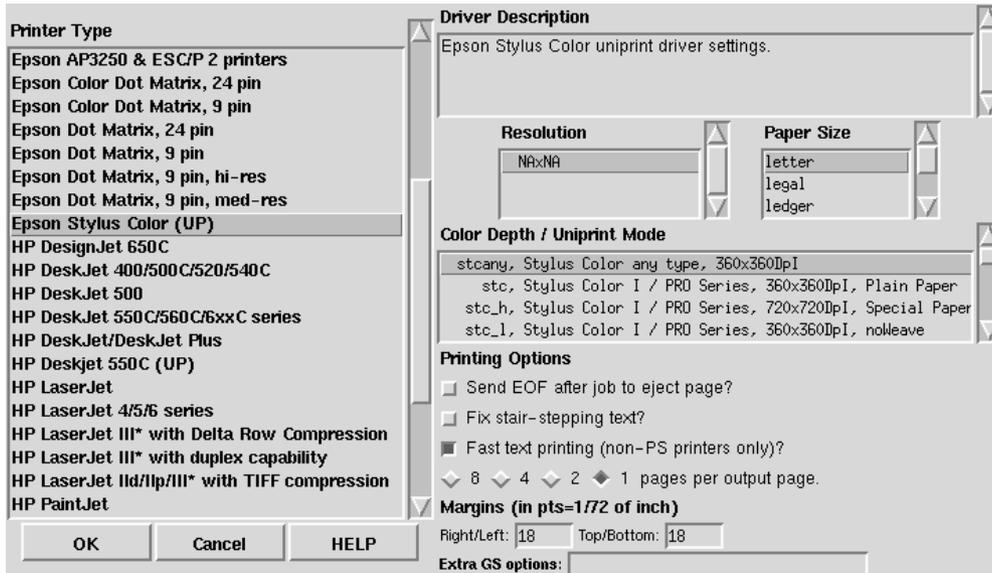 Printer Type
Epson AP3250 & ESC/P 2 printers
Epson Color Dot Matrix, 24 pin
Epson Color Dot Matrix, 9 pin
Epson Dot Matrix, 24 pin
Epson Dot Matrix, 9 pin
Epson Dot Matrix, 9 pin, hi-res
Epson Dot Matrix, 9 pin, med-res
Epson Stylus Color (UP)
HP DesignJet 650C
HP DeskJet 400/500C/520/540C
HP DeskJet 500
HP DeskJet 550C/560C/6xxC series
HP DeskJet/DeskJet Plus
HP Deskjet 550C (UP)
HP LaserJet
HP LaserJet 4/5/6 series
HP LaserJet III* with Delta Row Compression
HP LaserJet III* with duplex capability
HP LaserJet IId/IIp/III* with TIFF compression
HP PaintJet
OK Cancel HELP
Driver Description
Epson Stylus Color uniprint driver settings.
Resolution
NAxNA
Paper Size
letter
legal
ledger
Color Depth / Uniprint Mode
stcany, Stylus Color any type, 360x360DpI
stc, Stylus Color I / PRO Series, 360x360DpI, Plain Paper
stc_h, Stylus Color I / PRO Series, 720x720DpI, Special Paper
stc_l, Stylus Color I / PRO Series, 360x360DpI, noWeave
Printing Options
Send EOF after job to eject page?
Fix stair-stepping text?
Fast text printing (non-PS printers only)?
8 4 2 1 pages per output page.
Margins (in pts=1/72 of inch)
Right/Left: 18 Top/Bottom: 18
Extra GS options: